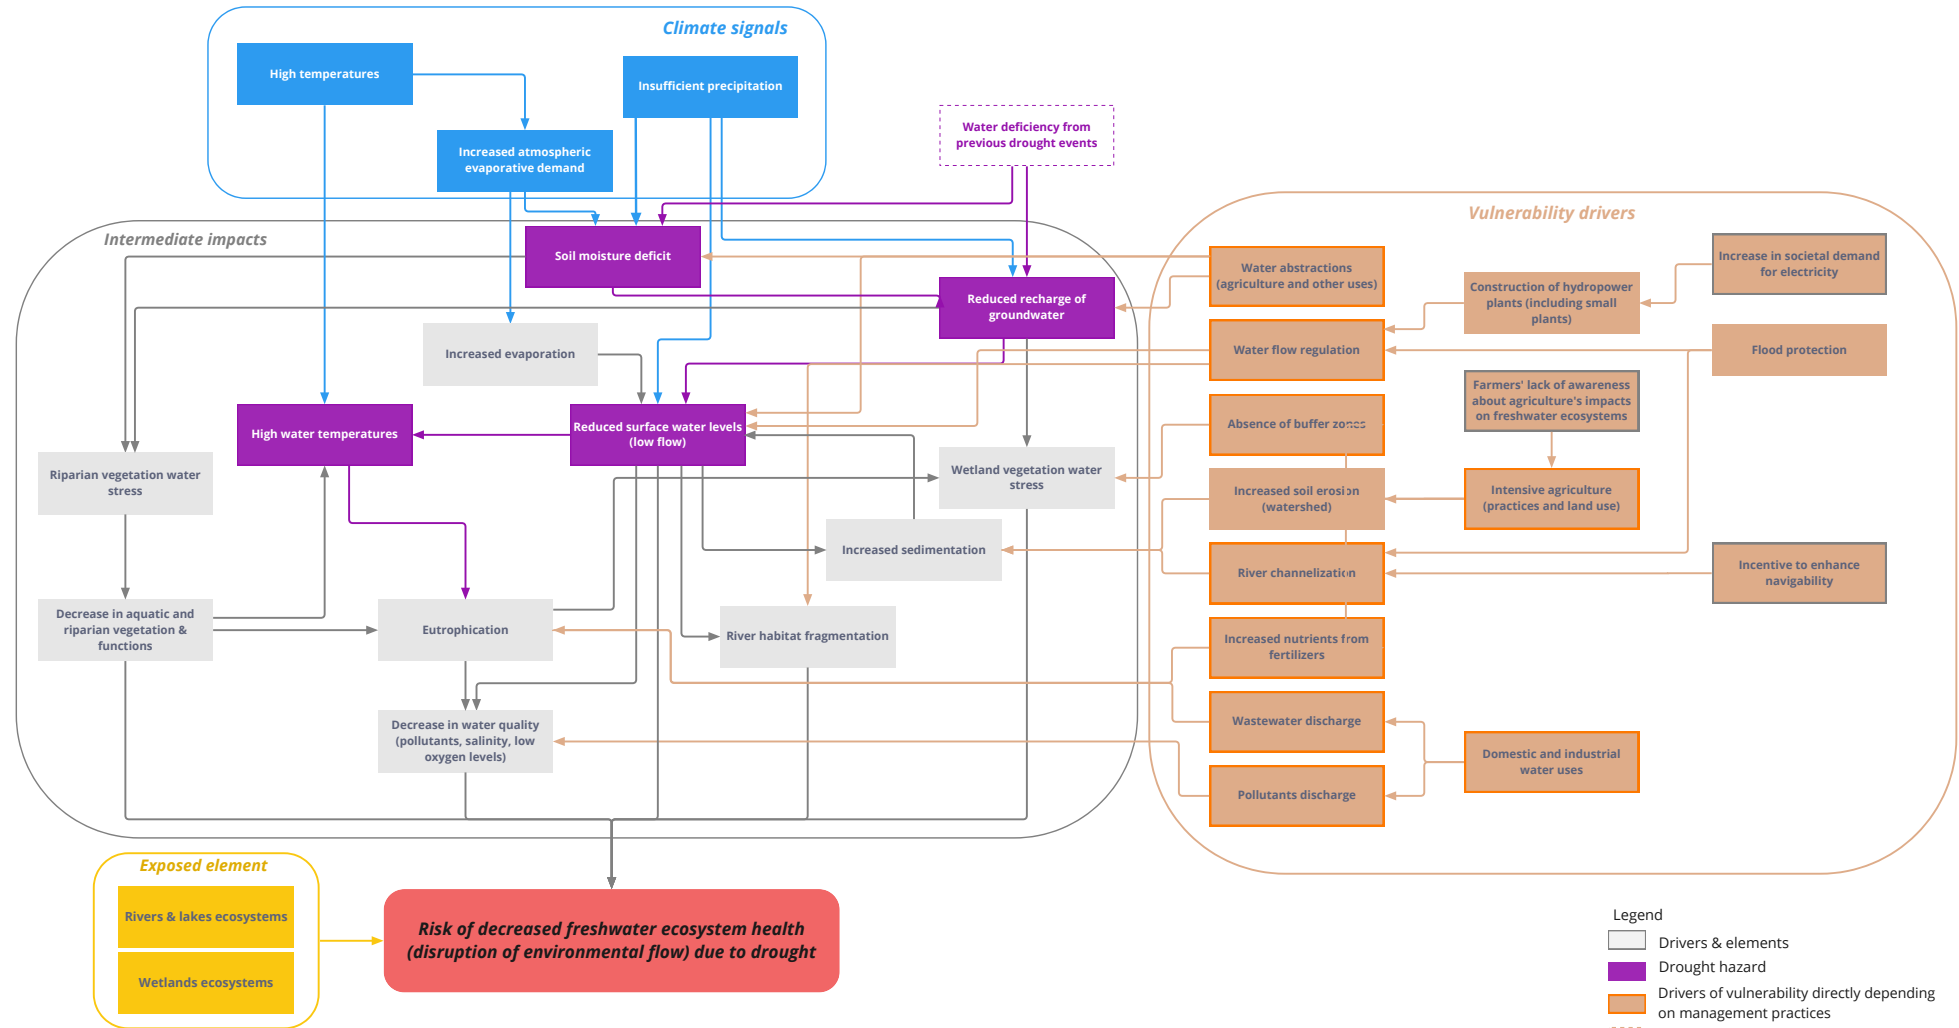 Climate signals
High temperatures
Insufficient precipitation
Increased atmospheric
evaporative demand
Water deficiency from
previous drought events
Intermediate impacts
Soil moisture deficit
Reduced recharge of
groundwater
Increased evaporation
High water temperatures
Reduced surface water levels
(low flow)
Riparian vegetation water
stress
Wetland vegetation water
stress
Increased sedimentation
Decrease in aquatic and
riparian vegetation &
functions
Eutrophication
River habitat fragmentation
Decrease in water quality
(pollutants, salinity, low
oxygen levels)
Vulnerability drivers
Water abstractions
(agriculture and other uses)
Construction of hydropower
plants (including small
plants)
Increase in societal demand
for electricity
Water flow regulation
Flood protection
Farmers' lack of awareness
about agriculture's impacts
on freshwater ecosystems
Absence of buffer zones
Increased soil erosion
(watershed)
Intensive agriculture
(practices and land use)
River channelization
Incentive to enhance
navigability
Increased nutrients from
fertilizers
Wastewater discharge
Domestic and industrial
water uses
Pollutants discharge
Exposed element
Rivers & lakes ecosystems
Wetlands ecosystems
Risk of decreased freshwater ecosystem health
(disruption of environmental flow) due to drought
Legend
Drivers & elements
Drought hazard
Drivers of vulnerability directly depending
on management practices